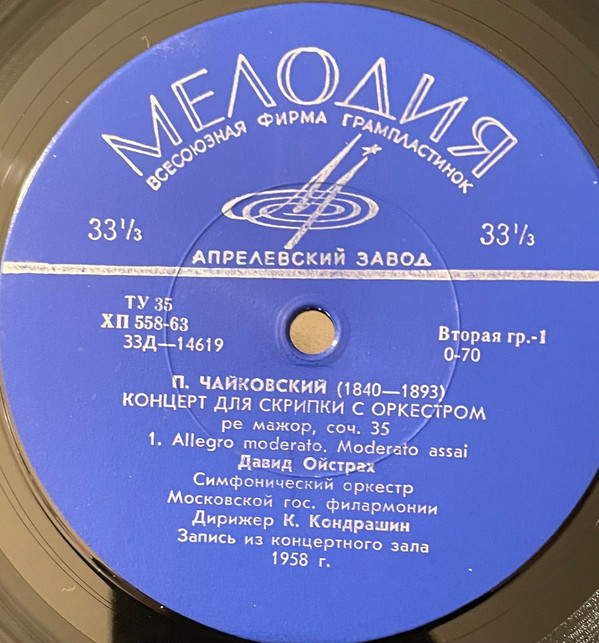 МЕЛОДИЯ
ВСЕСОЮЗНАЯ ФИРМА ГРАМПЛАСТИНОК
33⅓
33⅓
АПРЕЛЕВСКИЙ ЗАВОД
ТУ 35
ХП 558-63
33Д—14619
Вторая гр.-1
0-70
П. ЧАЙКОВСКИЙ (1840—1893)
КОНЦЕРТ ДЛЯ СКРИПКИ С ОРКЕСТРОМ
ре мажор, соч. 35
1. Allegro moderato. Moderato assai
Давид Ойстрах
Симфонический оркестр
Московской гос. филармонии
Дирижер К. Кондрашин
Запись из концертного зала
1958 г.